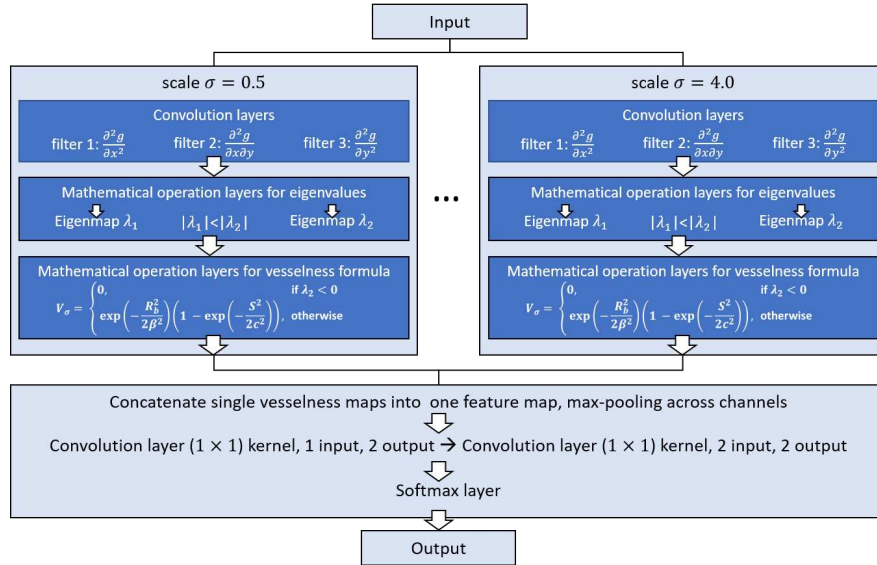 Input
scale σ = 0.5
Convolution layers
filter 1: ∂²g/∂x² filter 2: ∂²g/∂x∂y filter 3: ∂²g/∂y²
Mathematical operation layers for eigenvalues
Eigenmap λ₁ |λ₁|<|λ₂| Eigenmap λ₂
Mathematical operation layers for vesselness formula
V_σ = { 0, if λ₂ < 0
exp(−R_b²/2β²)(1 − exp(−S²/2c²)), otherwise
...
scale σ = 4.0
Convolution layers
filter 1: ∂²g/∂x² filter 2: ∂²g/∂x∂y filter 3: ∂²g/∂y²
Mathematical operation layers for eigenvalues
Eigenmap λ₁ |λ₁|<|λ₂| Eigenmap λ₂
Mathematical operation layers for vesselness formula
V_σ = { 0, if λ₂ < 0
exp(−R_b²/2β²)(1 − exp(−S²/2c²)), otherwise
Concatenate single vesselness maps into one feature map, max-pooling across channels
Convolution layer (1 × 1) kernel, 1 input, 2 output → Convolution layer (1 × 1) kernel, 2 input, 2 output
Softmax layer
Output